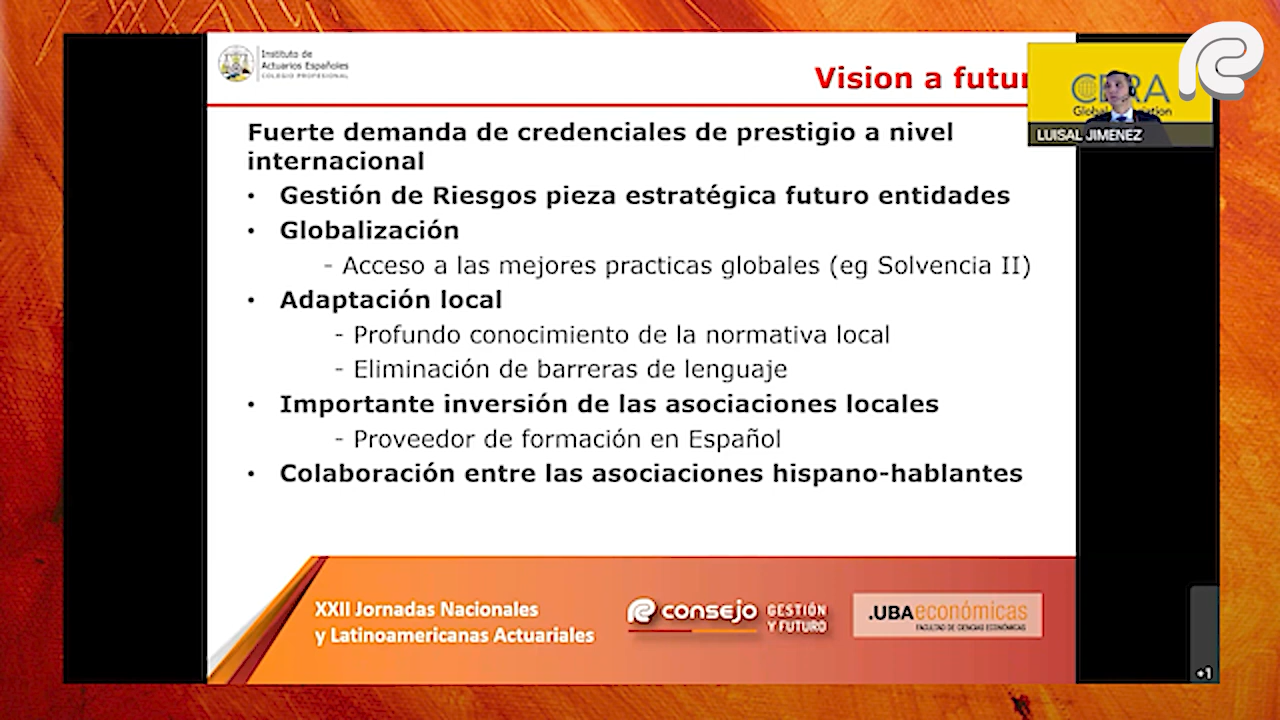 Instituto de
Actuarios Españoles
COLEGIO PROFESIONAL
Vision a futu
LUISAL JIMENEZ
Fuerte demanda de credenciales de prestigio a nivel
internacional
• Gestión de Riesgos pieza estratégica futuro entidades
• Globalización
- Acceso a las mejores practicas globales (eg Solvencia II)
• Adaptación local
- Profundo conocimiento de la normativa local
- Eliminación de barreras de lenguaje
• Importante inversión de las asociaciones locales
- Proveedor de formación en Español
• Colaboración entre las asociaciones hispano-hablantes
XXII Jornadas Nacionales
y Latinoamericanas Actuariales
consejo
GESTIÓN
Y FUTURO
.UBAeconómicas
FACULTAD DE CIENCIAS ECONÓMICAS
+1